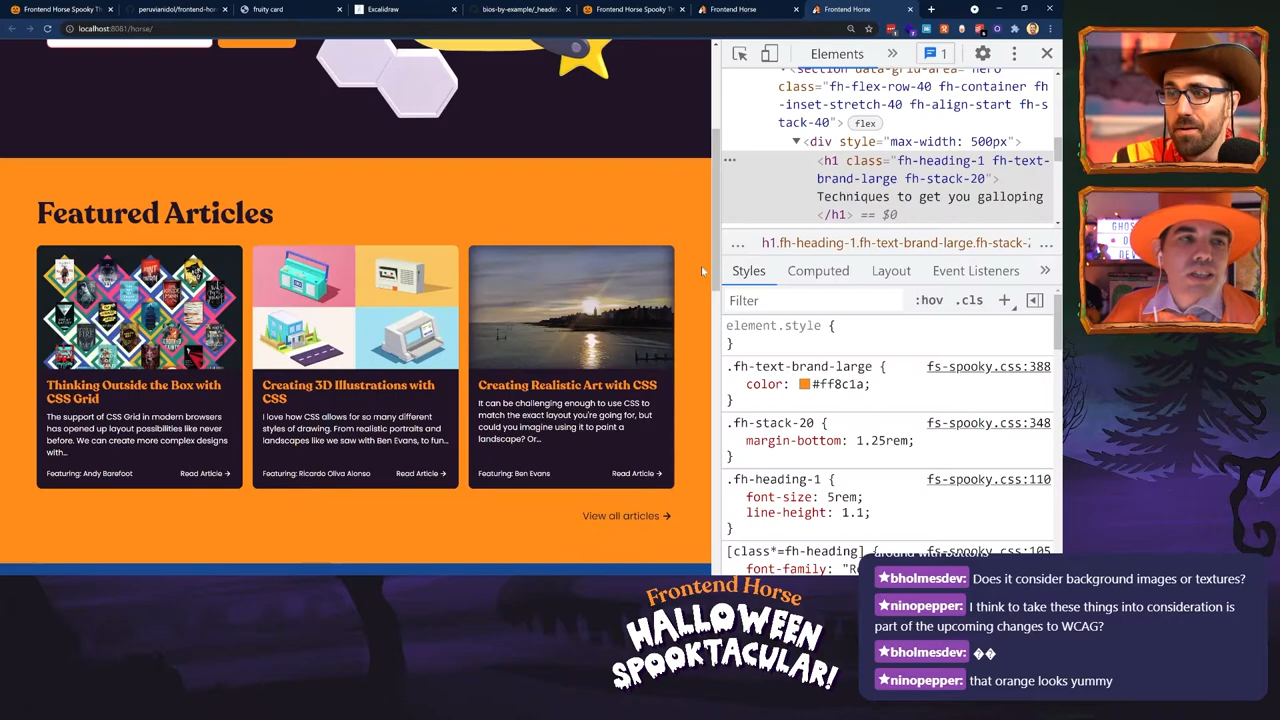 Frontend Horse Spooky Th
peruvianidol/frontend-hor
fruity card
Excalidraw
bios-by-example/_header.
Frontend Horse Spooky Th
Frontend Horse
Frontend Horse
localhost:8081/horse/
Featured Articles
Thinking Outside the Box with
CSS Grid
The support of CSS Grid in modern browsers
has opened up layout possibilities like never
before. We can create more complex designs
with...
Featuring: Andy Barefoot
Read Article →
Creating 3D Illustrations with
CSS
I love how CSS allows for so many different
styles of drawing. From realistic portraits and
landscapes like we saw with Ben Evans, to fun...
Featuring: Ricardo Oliva Alonso
Read Article →
Creating Realistic Art with CSS
It can be challenging enough to use CSS to
match the exact layout you're going for, but
could you imagine using it to paint a
landscape? Or...
Featuring: Ben Evans
Read Article →
View all articles →
Elements
1
<section data-grid-area="hero"
class="fh-flex-row-40 fh-container fh
-inset-stretch-40 fh-align-start fh-s
tack-40"> flex
<div style="max-width: 500px">
<h1 class="fh-heading-1 fh-text-
brand-large fh-stack-20">
Techniques to get you galloping
</h1> == $0
... h1.fh-heading-1.fh-text-brand-large.fh-stack-2 ...
Styles Computed Layout Event Listeners
Filter :hov .cls
element.style {
}
.fh-text-brand-large { fs-spooky.css:388
color: #ff8c1a;
}
.fh-stack-20 { fs-spooky.css:348
margin-bottom: 1.25rem;
}
.fh-heading-1 { fs-spooky.css:110
font-size: 5rem;
line-height: 1.1;
}
[class*=fh-heading] { fs-spooky.css:105
font-family: "Re
around with buttons
bholmesdev: Does it consider background images or textures?
ninopepper: I think to take these things into consideration is
part of the upcoming changes to WCAG?
bholmesdev: ��
ninopepper: that orange looks yummy
Frontend Horse
HALLOWEEN
SPOOKTACULAR!